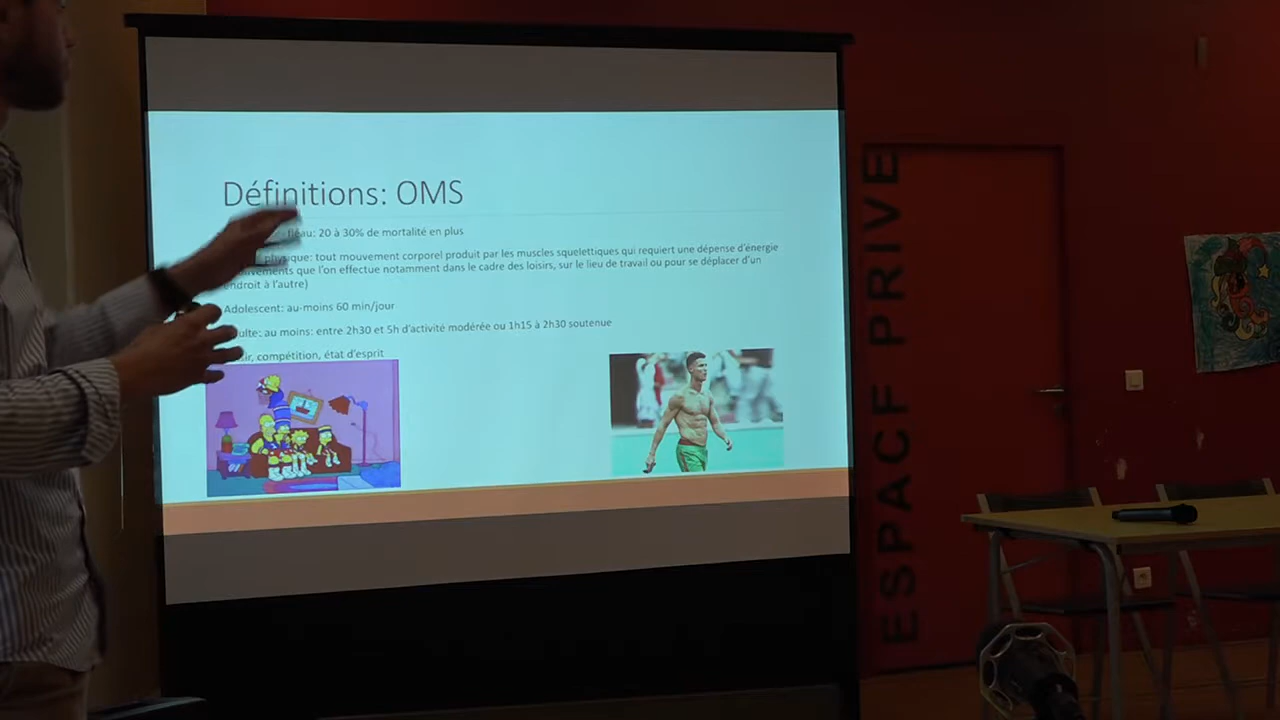 Définitions: OMS
fléau: 20 à 30% de mortalité en plus
physique: tout mouvement corporel produit par les muscles squelettiques qui requiert une dépense d'énergie
que l'on effectue notamment dans le cadre des loisirs, sur le lieu de travail ou pour se déplacer d'un
endroit à l'autre)
Adolescent: au-moins 60 min/jour
au moins: entre 2h30 et 5h d'activité modérée ou 1h15 à 2h30 soutenue
compétition, état d'esprit
ESPACE PRIVE